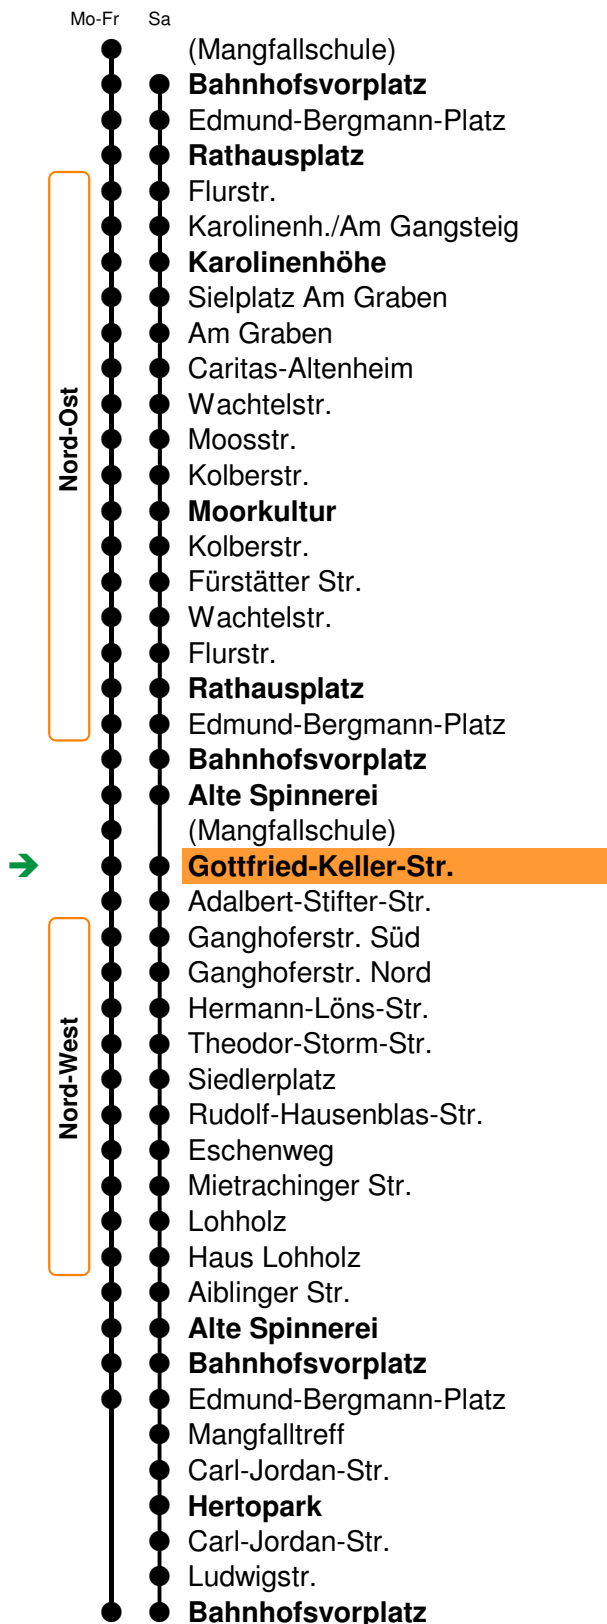 Mo-Fr Sa
(Mangfallschule)
Bahnhofsvorplatz
Edmund-Bergmann-Platz
Rathausplatz
Flurstr.
Karolinenh./Am Gangsteig
Karolinenhöhe
Sielplatz Am Graben
Am Graben
Caritas-Altenheim
Wachtelstr.
Nord-Ost
Moosstr.
Kolberstr.
Moorkultur
Kolberstr.
Fürstätter Str.
Wachtelstr.
Flurstr.
Rathausplatz
Edmund-Bergmann-Platz
Bahnhofsvorplatz
Alte Spinnerei
(Mangfallschule)
Gottfried-Keller-Str.
Adalbert-Stifter-Str.
Ganghoferstr. Süd
Ganghoferstr. Nord
Hermann-Löns-Str.
Theodor-Storm-Str.
Nord-West
Siedlerplatz
Rudolf-Hausenblas-Str.
Eschenweg
Mietrachinger Str.
Lohholz
Haus Lohholz
Aiblinger Str.
Alte Spinnerei
Bahnhofsvorplatz
Edmund-Bergmann-Platz
Mangfalltreff
Carl-Jordan-Str.
Hertopark
Carl-Jordan-Str.
Ludwigstr.
Bahnhofsvorplatz